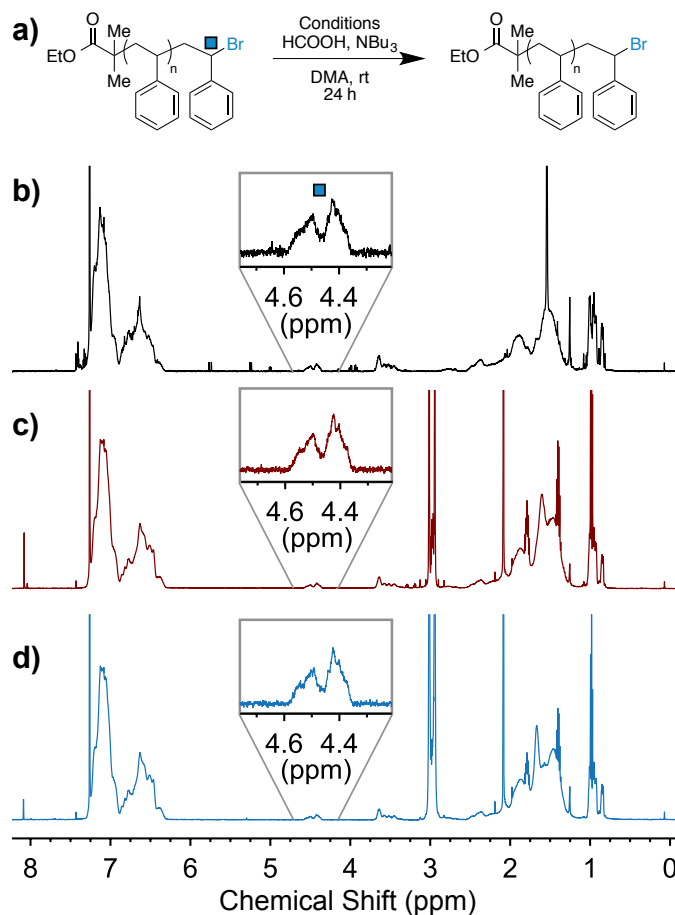 a)
Conditions
HCOOH, NBu₃
DMA, rt
24 h
O
EtO
Me
Me
n
Br
O
EtO
Me
Me
n
Br
b)
4.6 4.4
(ppm)
c)
4.6 4.4
(ppm)
d)
4.6 4.4
(ppm)
8 7 6 5 4 3 2 1 0
Chemical Shift (ppm)